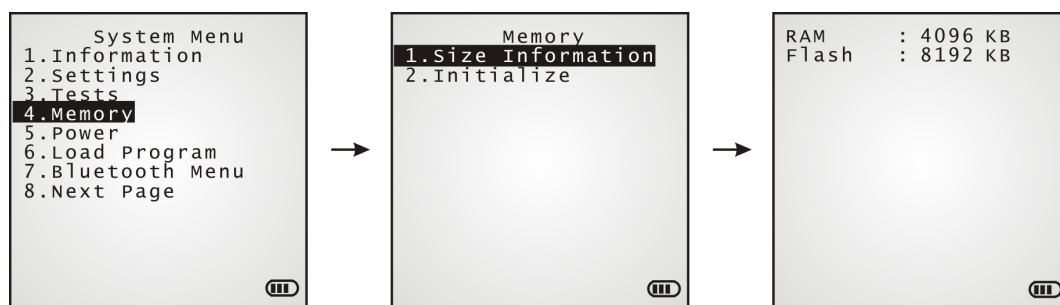 System Menu
1.Information
2.Settings
3.Tests
4.Memory
5.Power
6.Load Program
7.Bluetooth Menu
8.Next Page
Memory
1.Size Information
2.Initialize
RAM : 4096 KB
Flash : 8192 KB